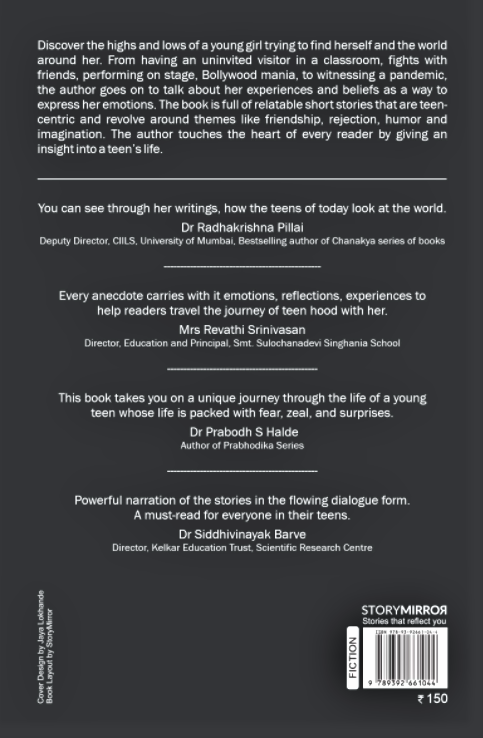 Discover the highs and lows of a young girl trying to find herself and the world
around her. From having an uninvited visitor in a classroom, fights with
friends, performing on stage, Bollywood mania, to witnessing a pandemic,
the author goes on to talk about her experiences and beliefs as a way to
express her emotions. The book is full of relatable short stories that are teen-
centric and revolve around themes like friendship, rejection, humor and
imagination. The author touches the heart of every reader by giving an
insight into a teen's life.
You can see through her writings, how the teens of today look at the world.
Dr Radhakrishna Pillai
Deputy Director, CIILS, University of Mumbai, Bestselling author of Chanakya series of books
Every anecdote carries with it emotions, reflections, experiences to
help readers travel the journey of teen hood with her.
Mrs Revathi Srinivasan
Director, Education and Principal, Smt. Sulochanadevi Singhania School
This book takes you on a unique journey through the life of a young
teen whose life is packed with fear, zeal, and surprises.
Dr Prabodh S Halde
Author of Prabhodika Series
Powerful narration of the stories in the flowing dialogue form.
A must-read for everyone in their teens.
Dr Siddhivinayak Barve
Director, Kelkar Education Trust, Scientific Research Centre
Cover Design by Jaya Lokhande
Book Layout by StoryMirror
STORYMIRROR
Stories that reflect you
FICTION
ISBN 978-93-92661-04-4
9 789392 661044
₹ 150